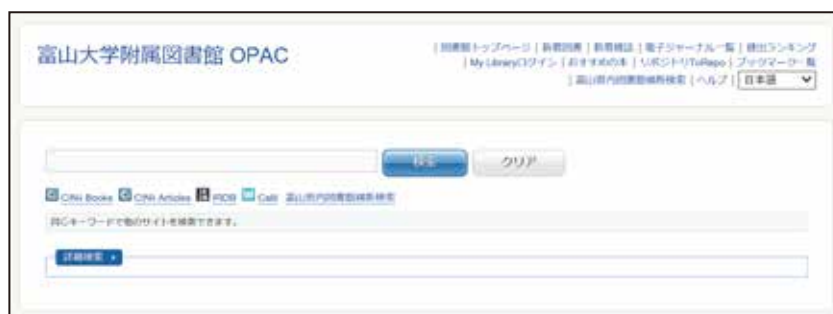 富山大学附属図書館 OPAC
| 図書館トップページ | 新着図書 | 新着雑誌 | 電子ジャーナル一覧 | 貸出ランキング
| My Libraryログイン | おすすめの本 | リポジトリToRepo | ブックマーク一覧
| 富山県内図書館横断検索 | ヘルプ | 日本語
検索 クリア
CiNii Books CiNii Articles IRDB Calil 富山県内図書館横断検索
同じキーワードで他のサイトを検索できます。
詳細検索